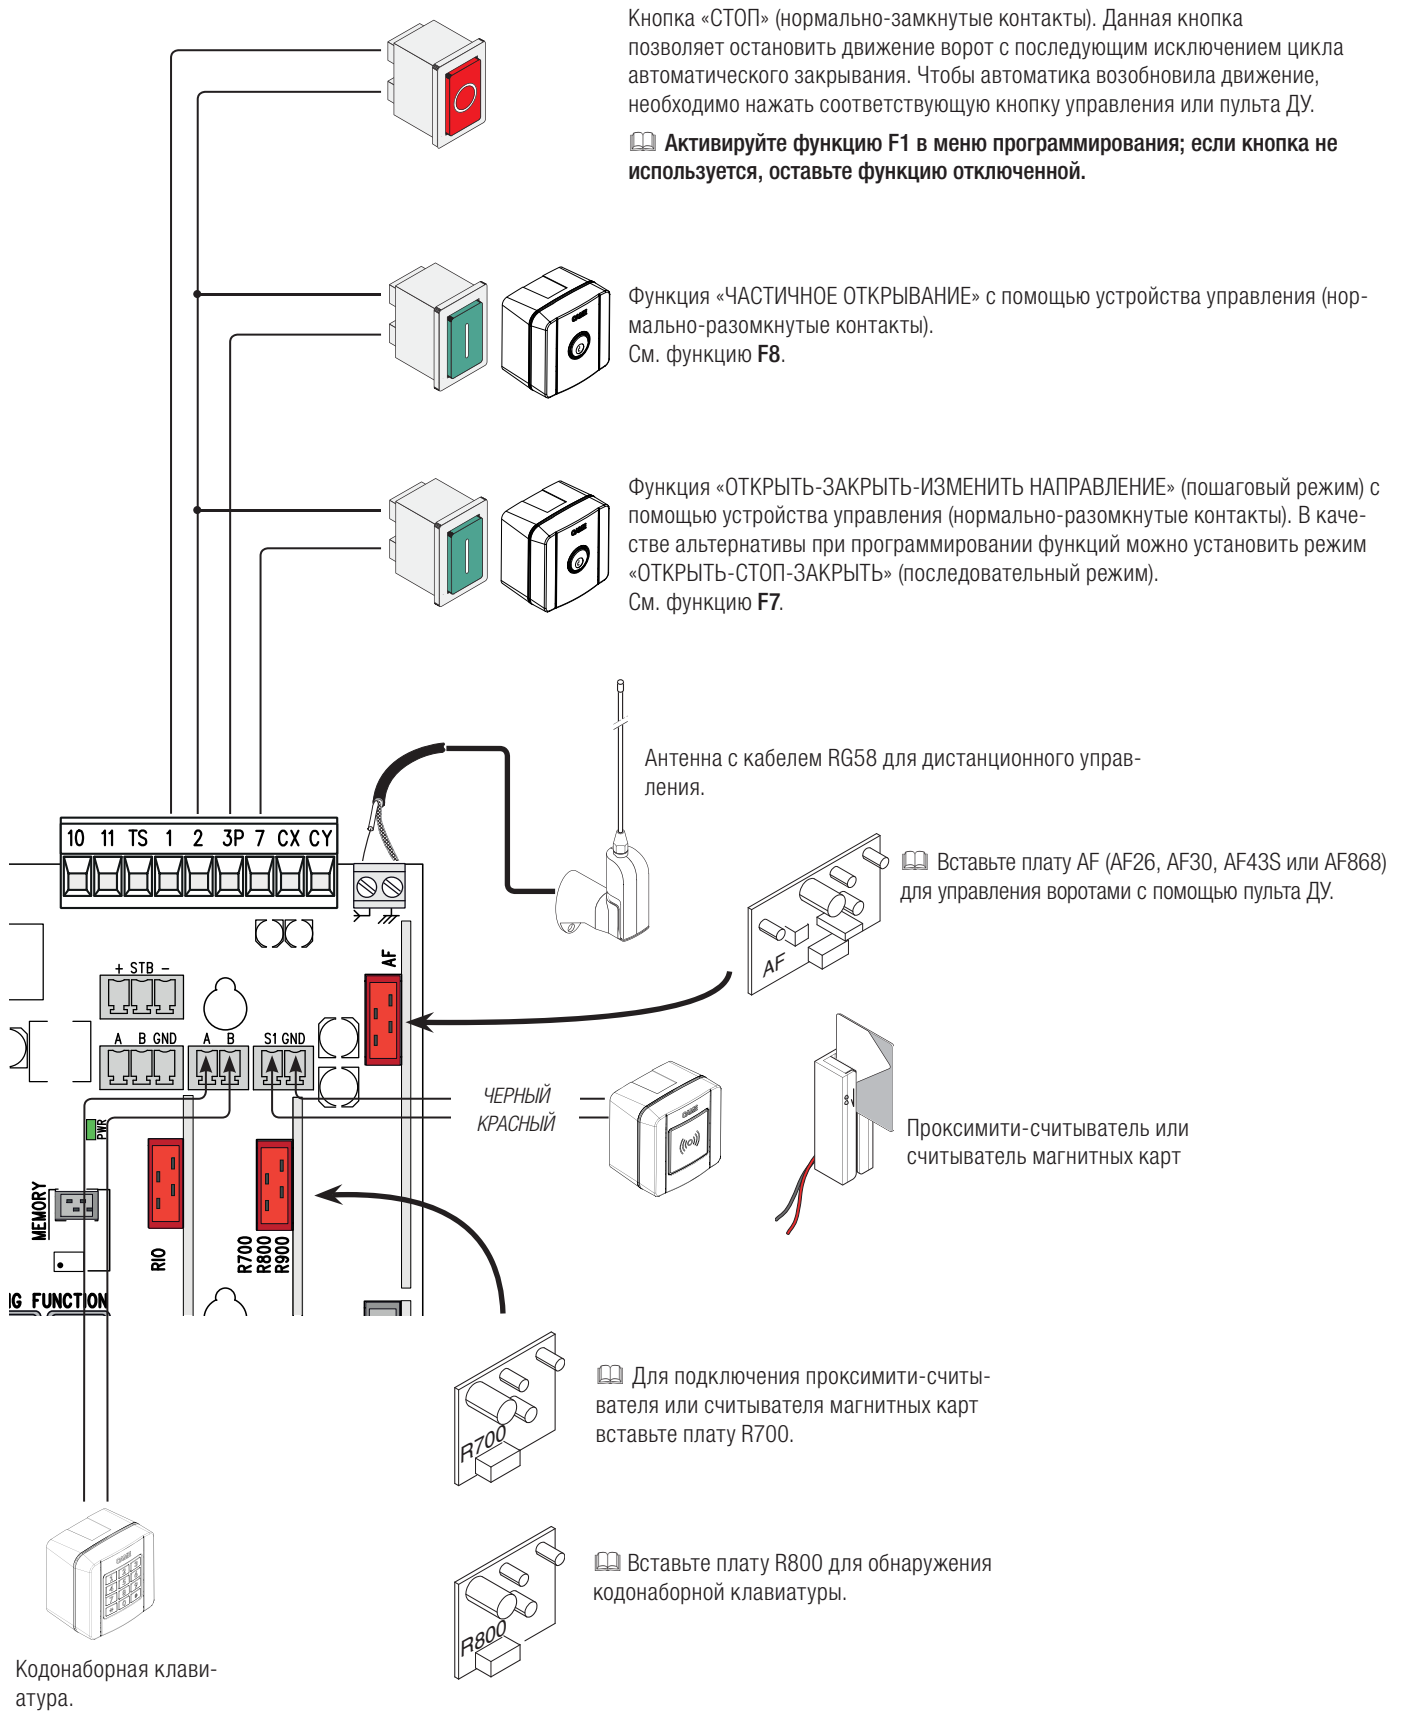 Кнопка «СТОП» (нормально-замкнутые контакты). Данная кнопка
позволяет остановить движение ворот с последующим исключением цикла
автоматического закрывания. Чтобы автоматика возобновила движение,
необходимо нажать соответствующую кнопку управления или пульта ДУ.
Активируйте функцию F1 в меню программирования; если кнопка не
используется, оставьте функцию отключенной.
Функция «ЧАСТИЧНОЕ ОТКРЫВАНИЕ» с помощью устройства управления (нор-
мально-разомкнутые контакты).
См. функцию F8.
Функция «ОТКРЫТЬ-ЗАКРЫТЬ-ИЗМЕНИТЬ НАПРАВЛЕНИЕ» (пошаговый режим) с
помощью устройства управления (нормально-разомкнутые контакты). В каче-
стве альтернативы при программировании функций можно установить режим
«ОТКРЫТЬ-СТОП-ЗАКРЫТЬ» (последовательный режим).
См. функцию F7.
Антенна с кабелем RG58 для дистанционного управ-
ления.
10 11 TS 1 2 3P 7 CX CY
Вставьте плату AF (AF26, AF30, AF43S или AF868)
для управления воротами с помощью пульта ДУ.
AF
AF
+ STB -
A B GND A B S1 GND
ЧЕРНЫЙ
КРАСНЫЙ
CAME
Проксимити-считыватель или
считыватель магнитных карт
PWR
MEMORY
RIO
R700
R800
R900
IG FUNCTION
Для подключения проксимити-считы-
вателя или считывателя магнитных карт
вставьте плату R700.
R700
Вставьте плату R800 для обнаружения
кодонаборной клавиатуры.
R800
Кодонаборная клави-
атура.